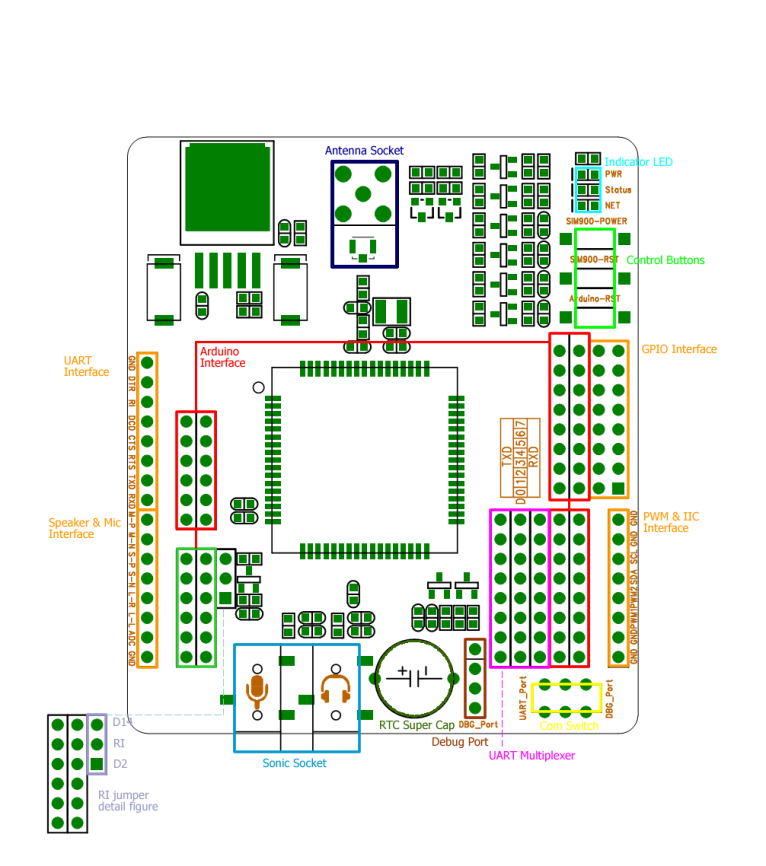 Antenna Socket
Indicator LED
PWR
Status
NET
SIM900-POWER
SIM900-RST
Control Buttons
Arduino-RST
Arduino
Interface
UART
Interface
GPIO Interface
GND DTR RI DCD CTS RTS TXD RXD
TXD
D0|1|2|3|4|5|6|7
RXD
Speaker & Mic
Interface
M-P M-N S-P S-N L-R L-L ADC GND
PWM & IIC
Interface
GND GND SCL SDA PWM2 PWM1 GND GND
UART_Port
DBG_Port
Com Switch
RTC Super Cap
DBG_Port
Debug Port
UART Multiplexer
Sonic Socket
D14
RI
D2
RI jumper
detail figure